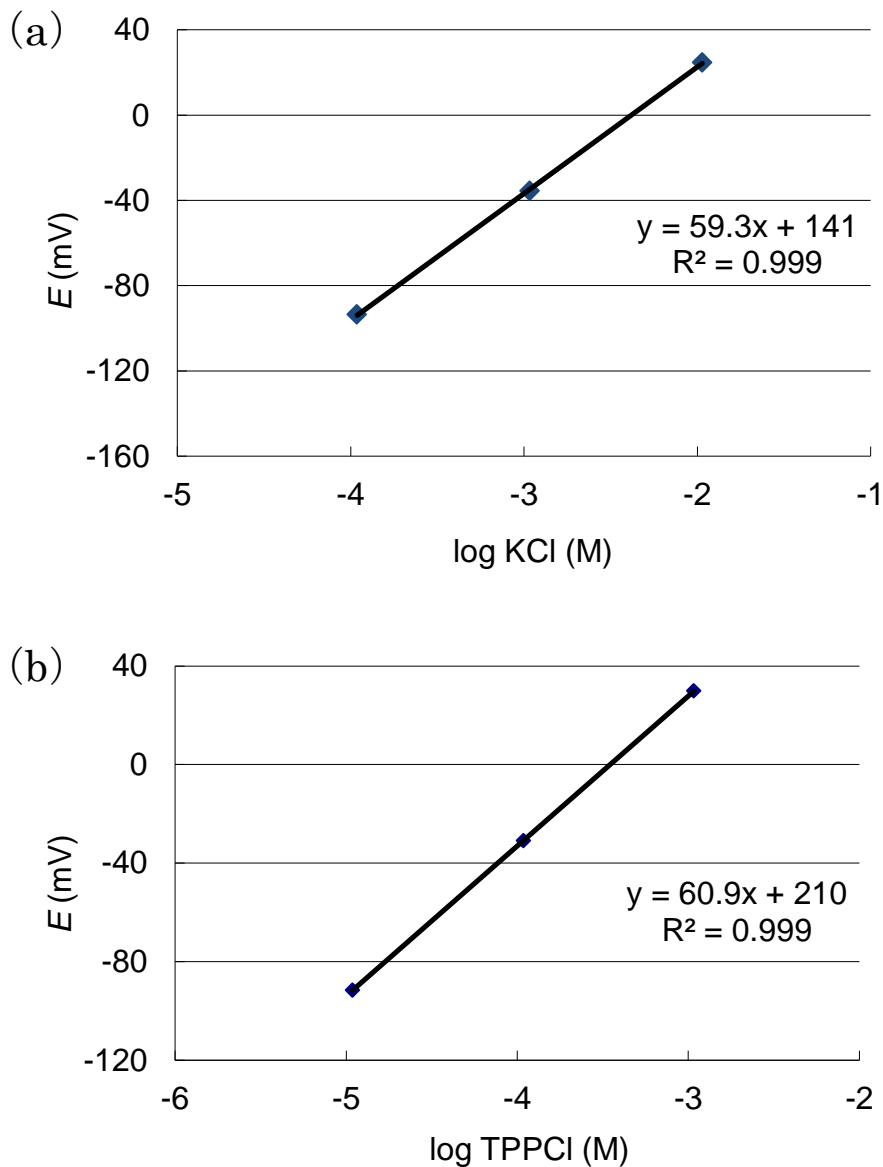 (a)
40
0
-40
-80
-120
-160
E (mV)
y = 59.3x + 141
R² = 0.999
-5
-4
-3
-2
-1
log KCl (M)
(b)
40
0
-40
-80
-120
E (mV)
y = 60.9x + 210
R² = 0.999
-6
-5
-4
-3
-2
log TPPCl (M)